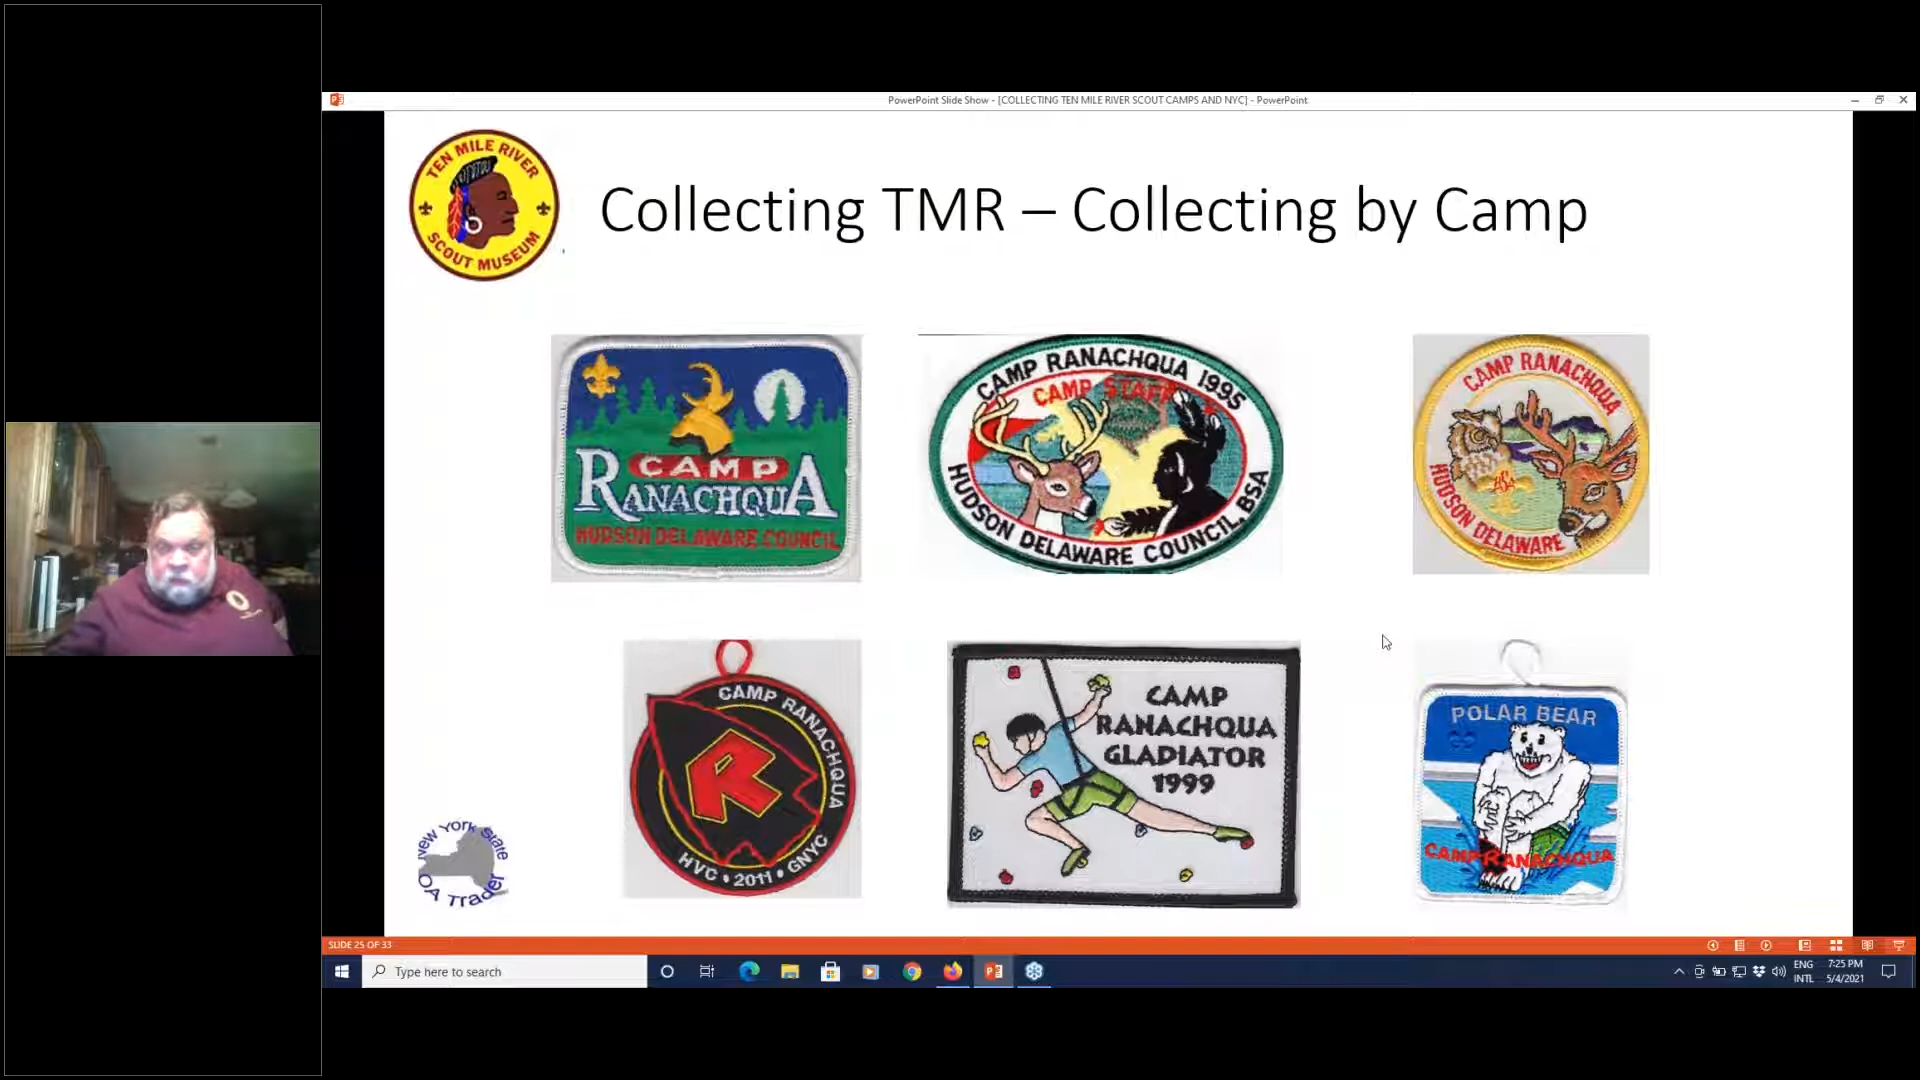 PowerPoint Slide Show - [COLLECTING TEN MILE RIVER SCOUT CAMPS AND NYC] - PowerPoint
TEN MILE RIVER
SCOUT MUSEUM
Collecting TMR – Collecting by Camp
CAMP
RANACHQUA
HUDSON DELAWARE COUNCIL
CAMP RANACHQUA 1995
CAMP STAFF
HUDSON DELAWARE COUNCIL, BSA
CAMP RANACHQUA
HUDSON DELAWARE
CAMP RANACHQUA
R
HVC • 2011 • GNYC
CAMP
RANACHQUA
GLADIATOR
1999
POLAR BEAR
CAMP RANACHQUA
New York State
OA Trader
SLIDE 25 OF 33
Type here to search
ENG
INTL
7:25 PM
5/4/2021